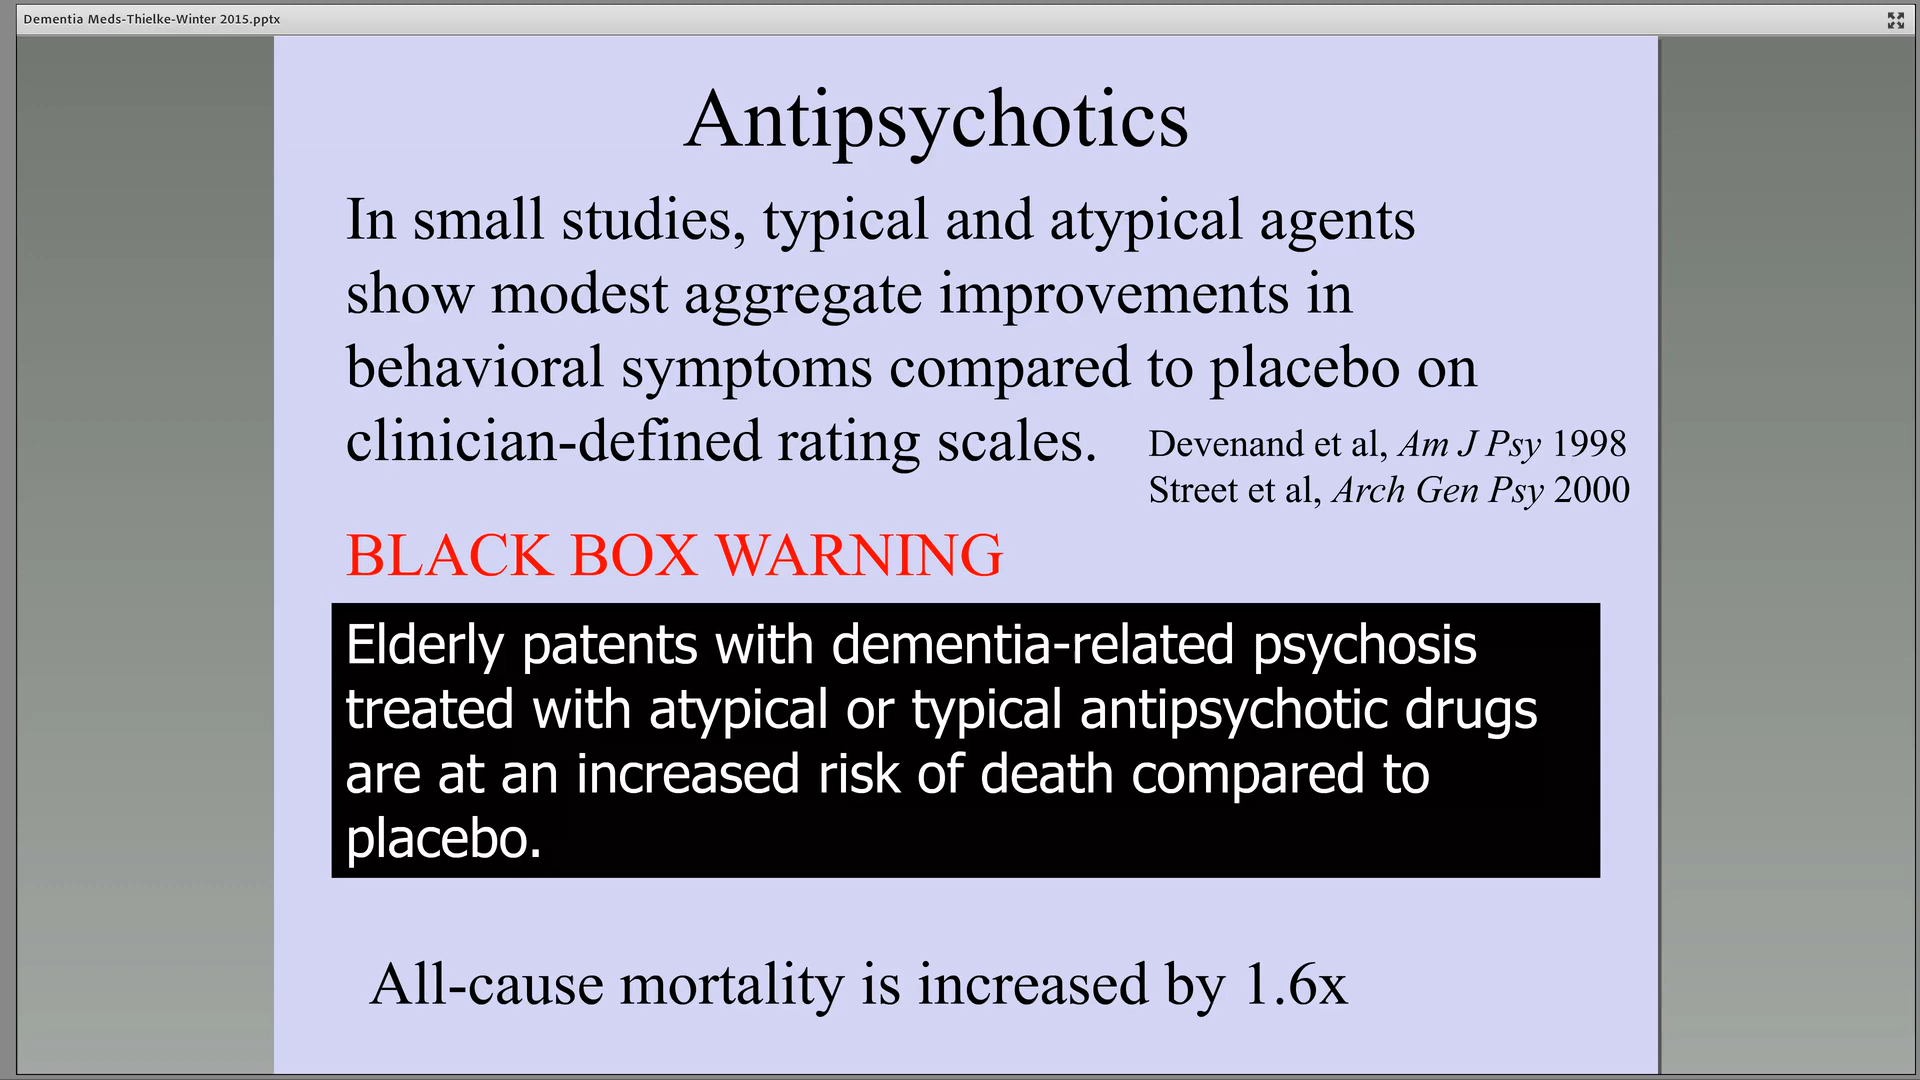 Dementia Meds-Thielke-Winter 2015.pptx
Antipsychotics
In small studies, typical and atypical agents
show modest aggregate improvements in
behavioral symptoms compared to placebo on
clinician-defined rating scales.
Devenand et al, Am J Psy 1998
Street et al, Arch Gen Psy 2000
BLACK BOX WARNING
Elderly patents with dementia-related psychosis
treated with atypical or typical antipsychotic drugs
are at an increased risk of death compared to
placebo.
All-cause mortality is increased by 1.6x